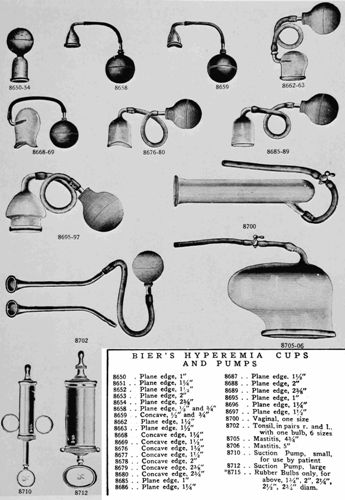 8650-54
8658
8659
8662-63
8668-69
8676-80
8685-89
8695-97
8700
8702
8705-06
8710
8712
BIER'S HYPEREMIA CUPS
AND PUMPS
8650 . . Plane edge, 1"
8651 . . Plane edge, 1¼"
8652 . . Plane edge, 1½"
8653 . . Plane edge, 2"
8654 . . Plane edge, 2⅜"
8658 . . Plane edge, ½" and ¾"
8659 . . Concave, ½" and ¾"
8662 . . Plane edge, 1¼"
8663 . . Plane edge, 1½"
8668 . . Concave edge, 1¼"
8669 . . Concave edge, 1½"
8676 . . Concave edge, 1¼"
8677 . . Concave edge, 1½"
8678 . . Concave edge, 2"
8679 . . Concave edge, 2⅜"
8680 . . Concave edge, 2¾"
8685 . . Plane edge, 1"
8686 . . Plane edge, 1¼"
8687 . . Plane edge, 1½"
8688 . . Plane edge, 2"
8689 . . Plane edge, 2⅜"
8695 . . Plane edge, 1"
8696 . . Plane edge, 1¼"
8697 . . Plane edge, 1½"
8700 . . Vaginal, one size
8702 . . Tonsil, in pairs r. and l.,
with one bulb, 6 sizes
8705 . . Mastitis, 4¼"
8706 . . Mastitis, 5"
8710 . . Suction Pump, small,
for use by patient
8712 . . Suction Pump, large
*8715 . . Rubber Bulbs only, for
above, 1¾", 2", 2¼",
2½", 2¾" diam.